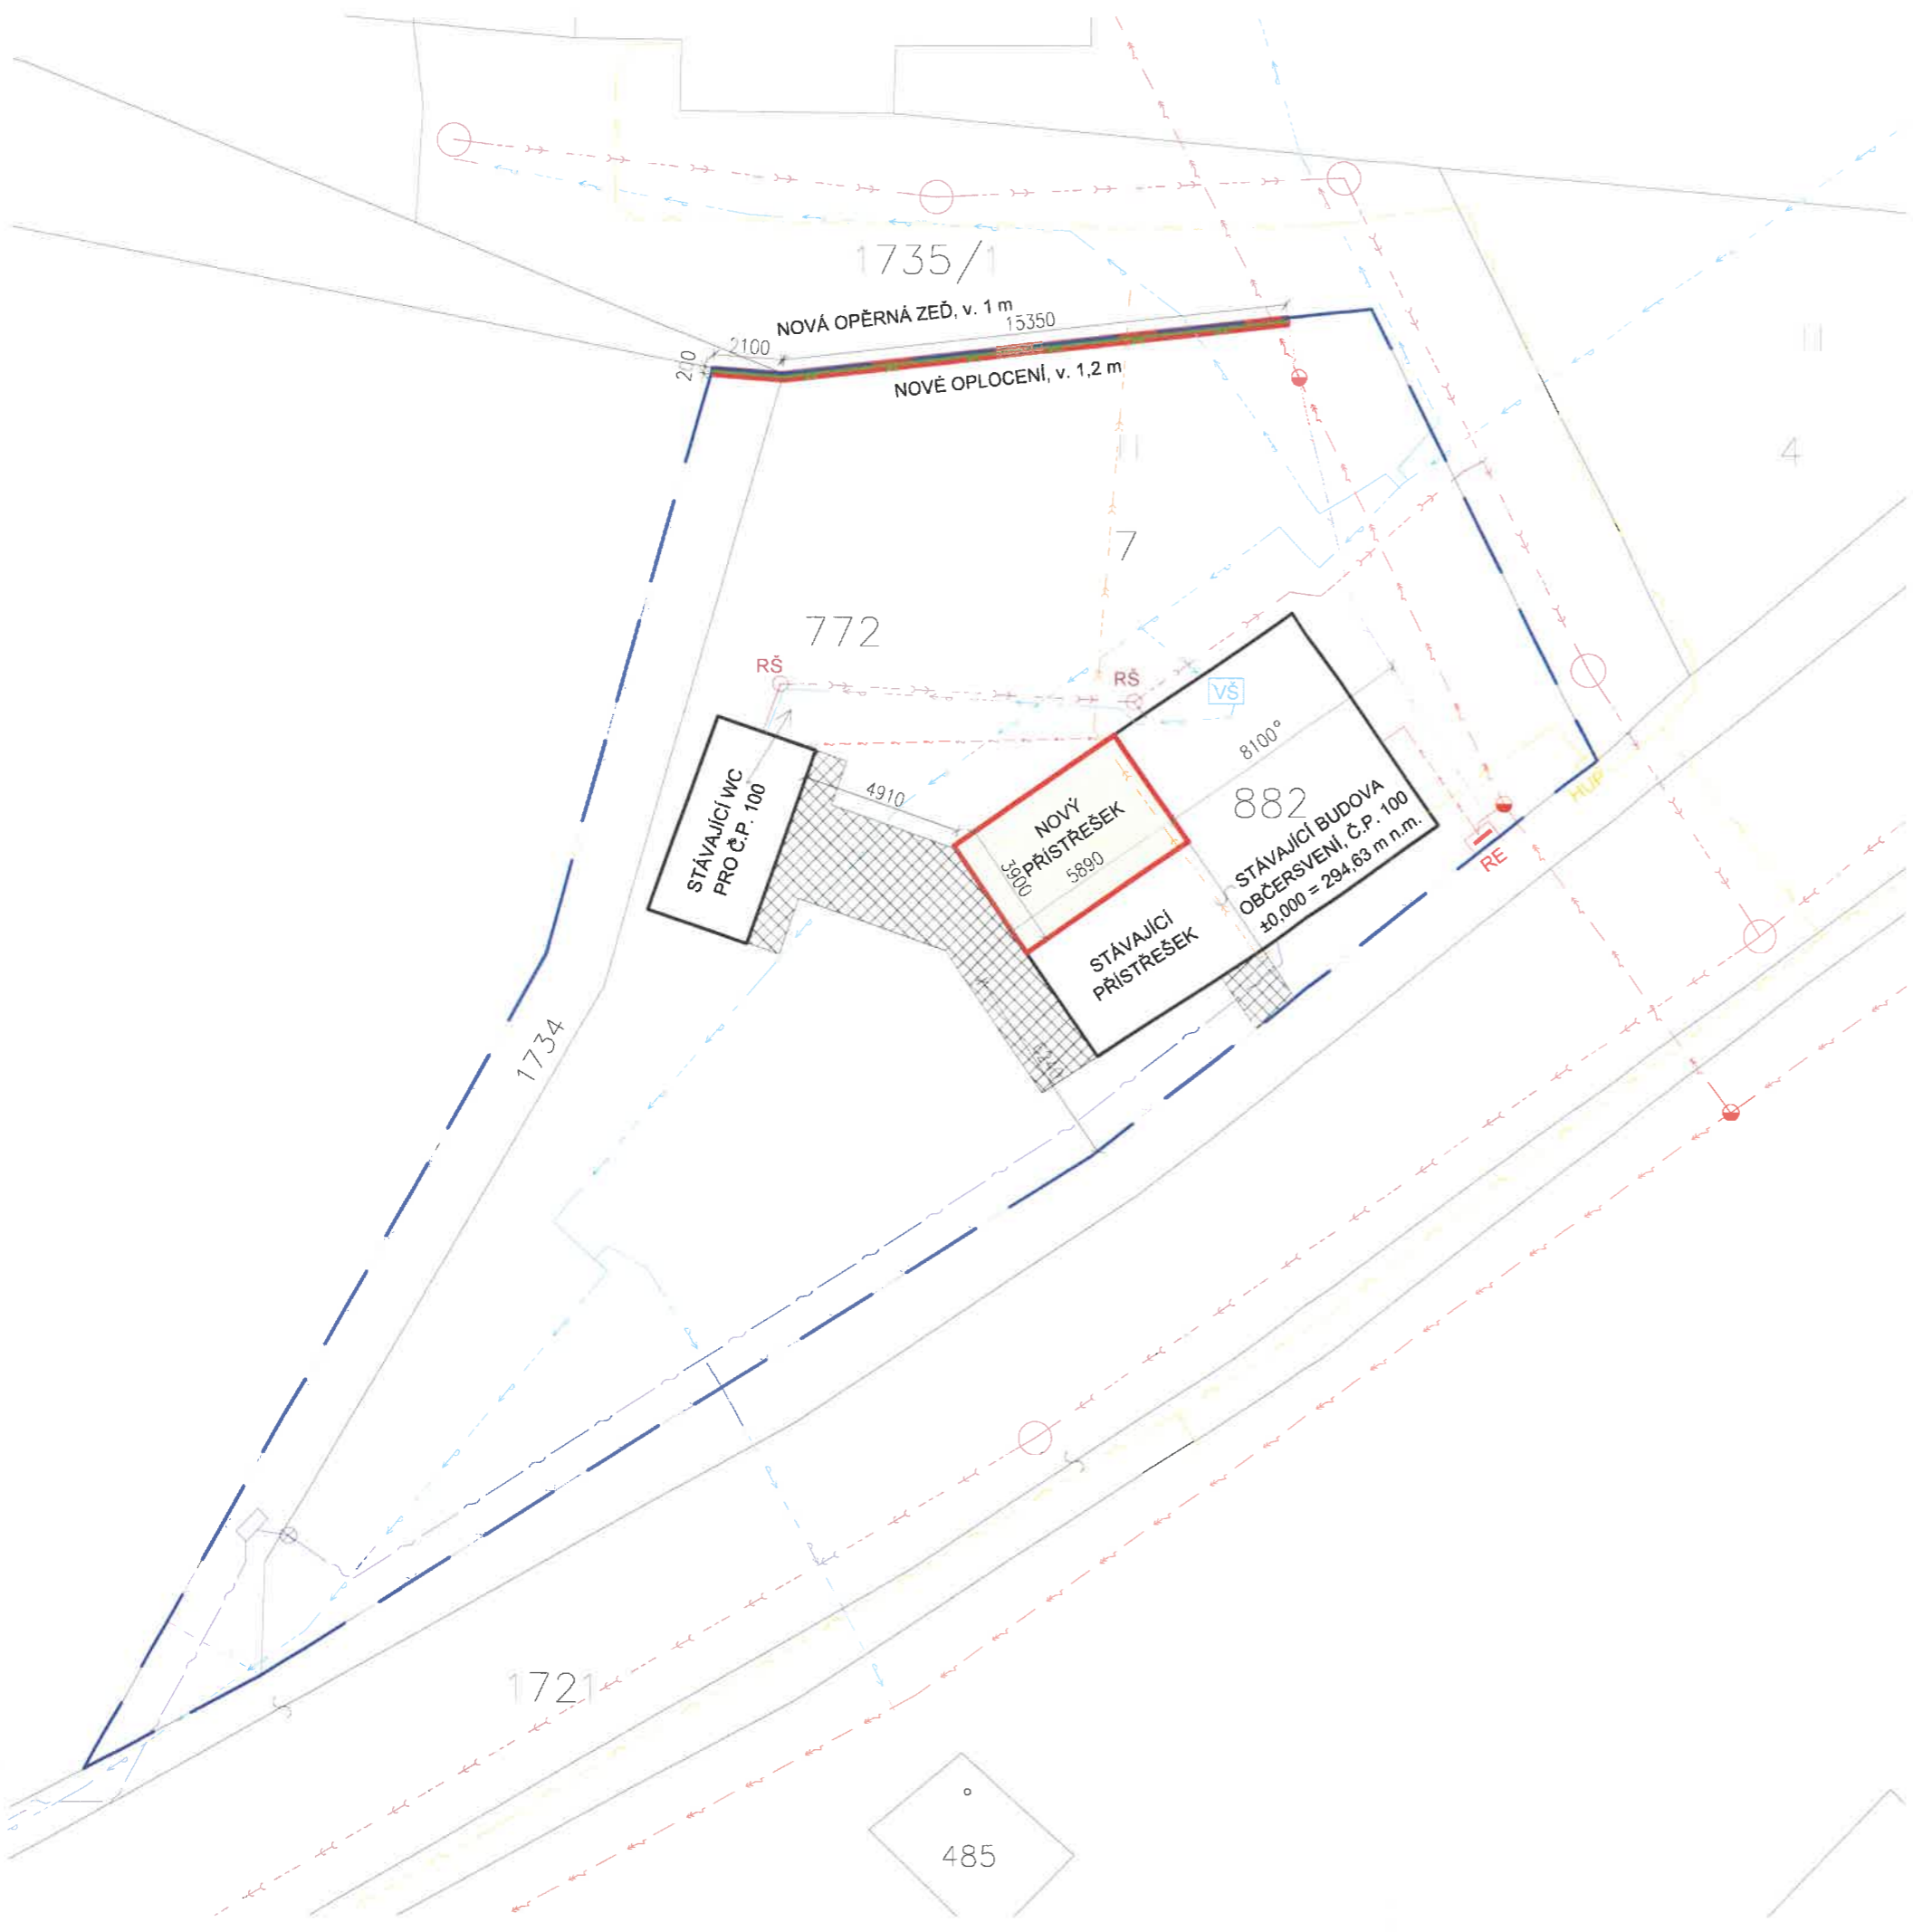 1735/1
NOVÁ OPĚRNÁ ZEĎ, v. 1 m
15350
2100
NOVÉ OPLOCENÍ, v. 1,2 m
4
7
772
RŠ
RŠ
VŠ
8100°
882
STÁVAJÍCÍ WC
PRO Č.P. 100
4910
NOVÝ
PŘÍSTŘEŠEK
3900
5890
STÁVAJÍCÍ BUDOVA
OBČERSVENÍ, Č.P. 100
±0,000 = 294,63 m n.m.
HUP
RE
STÁVAJÍCÍ
PŘÍSTŘEŠEK
1734
1721
485